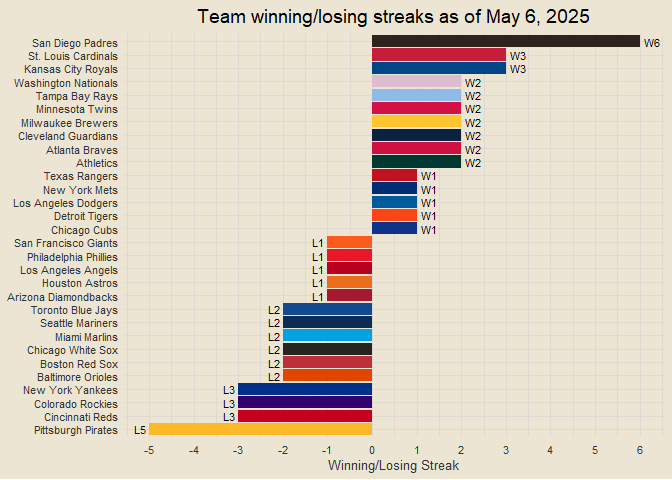 Team winning/losing streaks as of May 6, 2025
San Diego Padres W6
St. Louis Cardinals W3
Kansas City Royals W3
Washington Nationals W2
Tampa Bay Rays W2
Minnesota Twins W2
Milwaukee Brewers W2
Cleveland Guardians W2
Atlanta Braves W2
Athletics W2
Texas Rangers W1
New York Mets W1
Los Angeles Dodgers W1
Detroit Tigers W1
Chicago Cubs W1
San Francisco Giants L1
Philadelphia Phillies L1
Los Angeles Angels L1
Houston Astros L1
Arizona Diamondbacks L1
Toronto Blue Jays L2
Seattle Mariners L2
Miami Marlins L2
Chicago White Sox L2
Boston Red Sox L2
Baltimore Orioles L2
New York Yankees L3
Colorado Rockies L3
Cincinnati Reds L3
Pittsburgh Pirates L5
-5 -4 -3 -2 -1 0 1 2 3 4 5 6
Winning/Losing Streak